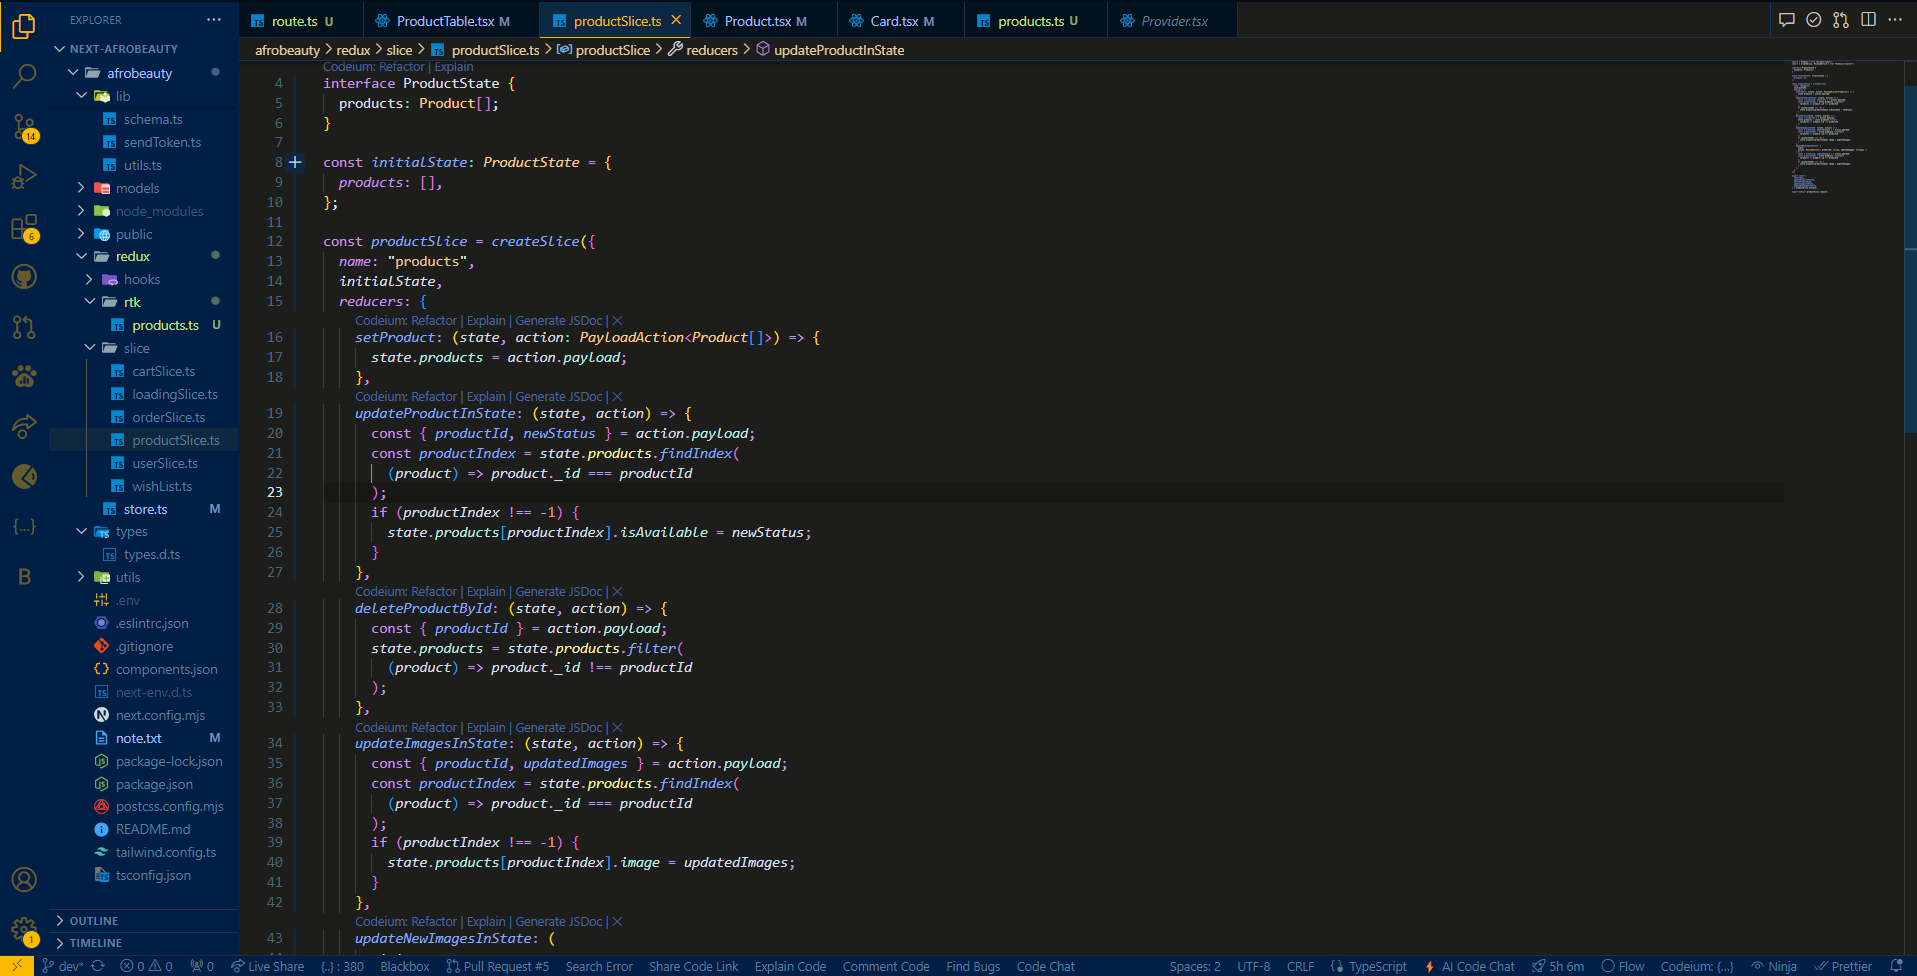 EXPLORER
NEXT-AFROBEAUTY
afrobeauty
lib
schema.ts
sendToken.ts
utils.ts
models
node_modules
public
redux
hooks
rtk
products.ts U
slice
cartSlice.ts
loadingSlice.ts
orderSlice.ts
productSlice.ts
userSlice.ts
wishList.ts
store.ts M
types
types.d.ts
utils
.env
.eslintrc.json
.gitignore
components.json
next-env.d.ts
next.config.mjs
note.txt M
package-lock.json
package.json
postcss.config.mjs
README.md
tailwind.config.ts
tsconfig.json
OUTLINE
TIMELINE
14
6
1
B
route.ts U ProductTable.tsx M productSlice.ts Product.tsx M Card.tsx M products.ts U Provider.tsx
afrobeauty > redux > slice > productSlice.ts > productSlice > reducers > updateProductInState
Codeium: Refactor | Explain
4 interface ProductState {
5 products: Product[];
6 }
7
8 const initialState: ProductState = {
9 products: [],
10 };
11
12 const productSlice = createSlice({
13 name: "products",
14 initialState,
15 reducers: {
Codeium: Refactor | Explain | Generate JSDoc | X
16 setProduct: (state, action: PayloadAction<Product[]>) => {
17 state.products = action.payload;
18 },
Codeium: Refactor | Explain | Generate JSDoc | X
19 updateProductInState: (state, action) => {
20 const { productId, newStatus } = action.payload;
21 const productIndex = state.products.findIndex(
22 (product) => product._id === productId
23 );
24 if (productIndex !== -1) {
25 state.products[productIndex].isAvailable = newStatus;
26 }
27 },
Codeium: Refactor | Explain | Generate JSDoc | X
28 deleteProductById: (state, action) => {
29 const { productId } = action.payload;
30 state.products = state.products.filter(
31 (product) => product._id !== productId
32 );
33 },
Codeium: Refactor | Explain | Generate JSDoc | X
34 updateImagesInState: (state, action) => {
35 const { productId, updatedImages } = action.payload;
36 const productIndex = state.products.findIndex(
37 (product) => product._id === productId
38 );
39 if (productIndex !== -1) {
40 state.products[productIndex].image = updatedImages;
41 }
42 },
Codeium: Refactor | Explain | Generate JSDoc | X
43 updateNewImagesInState: (
dev* 0 0 0 Live Share {..} : 380 Blackbox Pull Request #5 Search Error Share Code Link Explain Code Comment Code Find Bugs Code Chat Spaces: 2 UTF-8 CRLF TypeScript AI Code Chat 5h 6m Flow Codeium: {...} Ninja Prettier